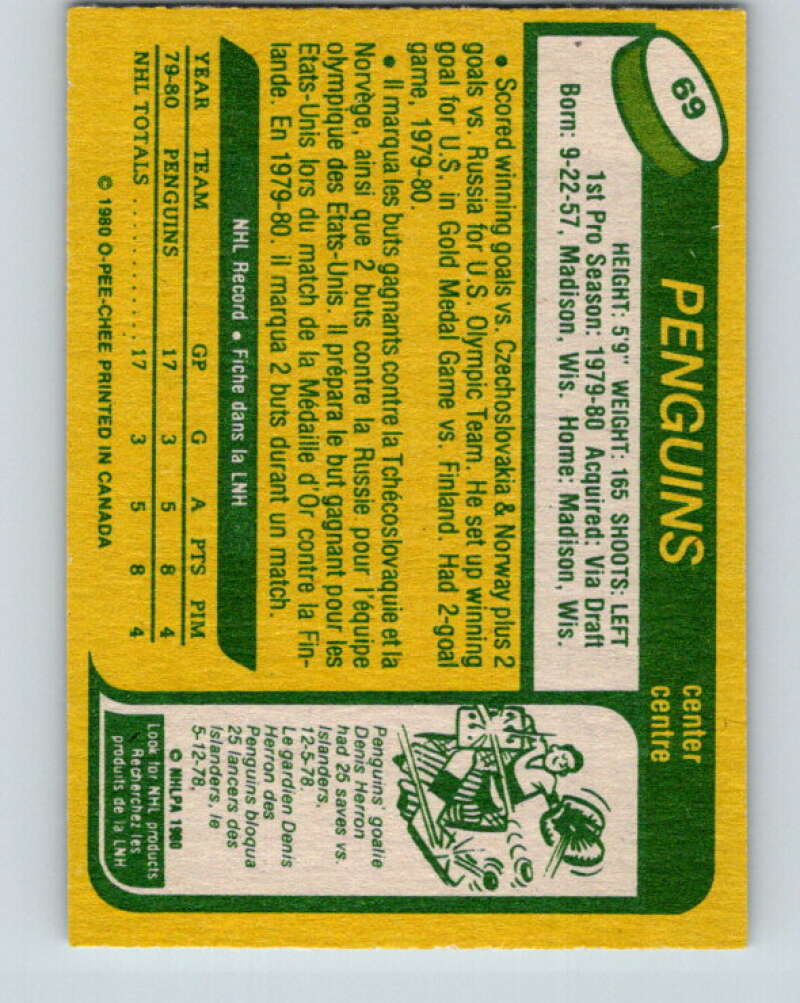 69
PENGUINS
center
centre
HEIGHT: 5'9" WEIGHT: 165 SHOOTS: LEFT
1st Pro Season: 1979-80 Acquired: Via Draft
Born: 9-22-57, Madison, Wis. Home: Madison, Wis.
• Scored winning goals vs. Czechoslovakia & Norway plus 2
goals vs. Russia for U.S. Olympic Team. He set up winning
goal for U.S. in Gold Medal Game vs. Finland. Had 2-goal
game, 1979-80.
• Il marqua les buts gagnants contre la Tchécoslovaquie et la
Norvège, ainsi que 2 buts contre la Russie pour l'équipe
olympique des Etats-Unis. Il prépara le but gagnant pour les
Etats-Unis lors du match de la Médaille d'Or contre la Fin-
lande. En 1979-80. il marqua 2 buts durant un match.
NHL Record • Fiche dans la LNH
YEAR TEAM GP G A PTS PIM
79-80 PENGUINS 17 3 5 8 4
NHL TOTALS .......... 17 3 5 8 4
© 1980 O-PEE-CHEE PRINTED IN CANADA
Penguins' goalie
Denis Herron
had 25 saves vs.
Islanders,
12-5-78.
Le gardien Denis
Herron des
Penguins bloqua
25 lancers des
Islanders, le
5-12-78.
© NHLPA 1980
Look for NHL products
Recherchez les
produits de la LNH